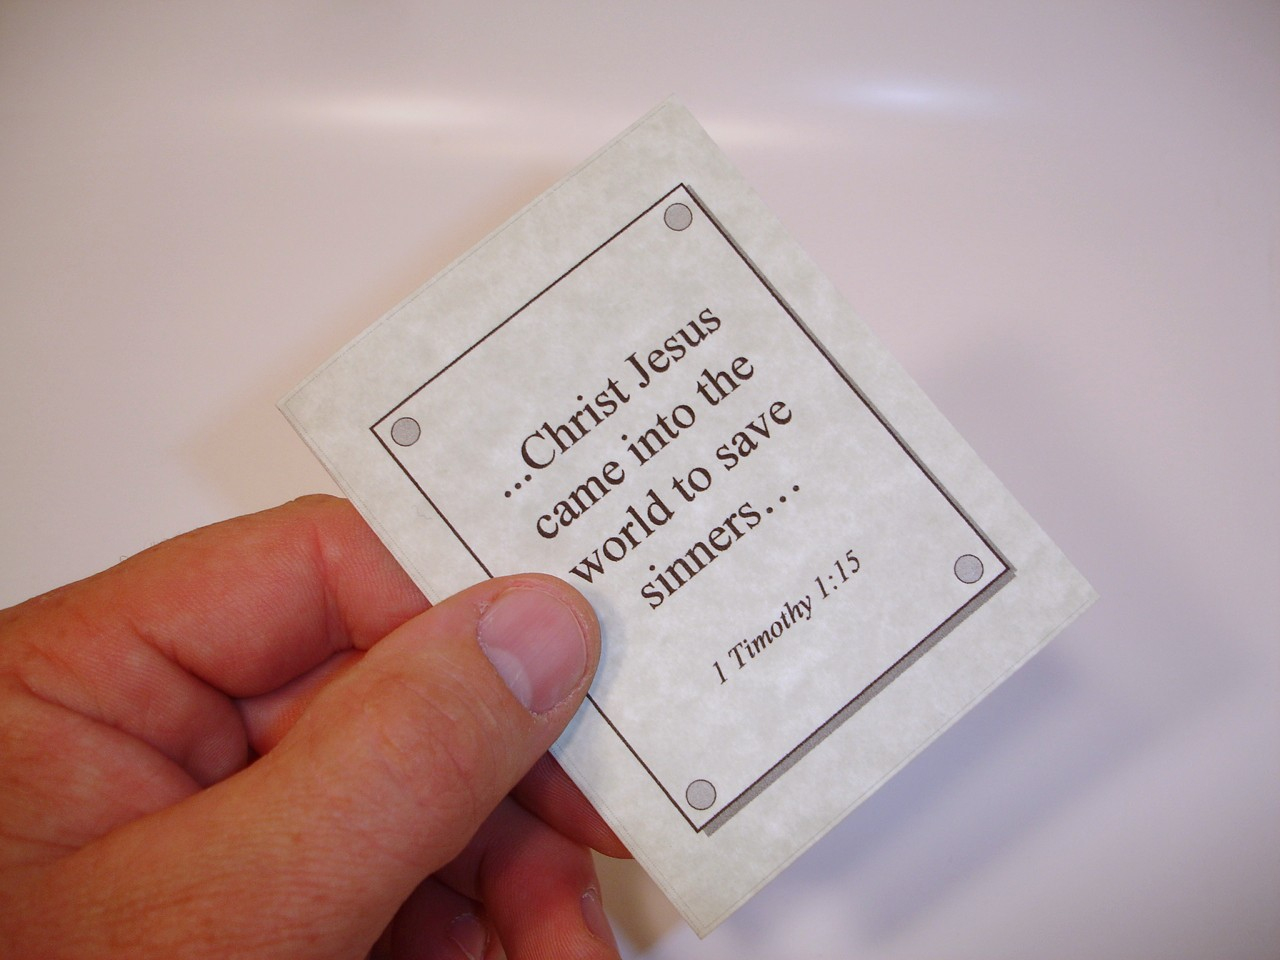 ...Christ Jesus
came into the
world to save
sinners...
1 Timothy 1:15